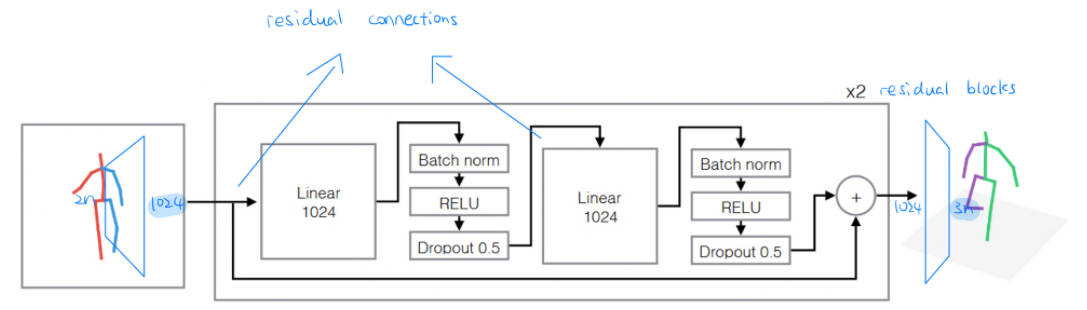 residual connections
x2 residual blocks
2n
1024
Linear
1024
Batch norm
RELU
Dropout 0.5
Linear
1024
Batch norm
RELU
Dropout 0.5
+
1024
3n